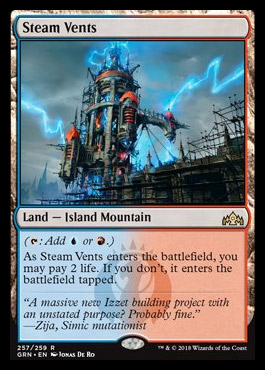 Steam Vents
Land — Island Mountain
(: Add or .)
As Steam Vents enters the battlefield, you
may pay 2 life. If you don't, it enters the
battlefield tapped.
“A massive new Izzet building project with
an unstated purpose? Probably fine.”
—Zija, Simic mutationist
257/259 R
GRN • EN Jonas De Ro
™ & © 2018 Wizards of the Coast